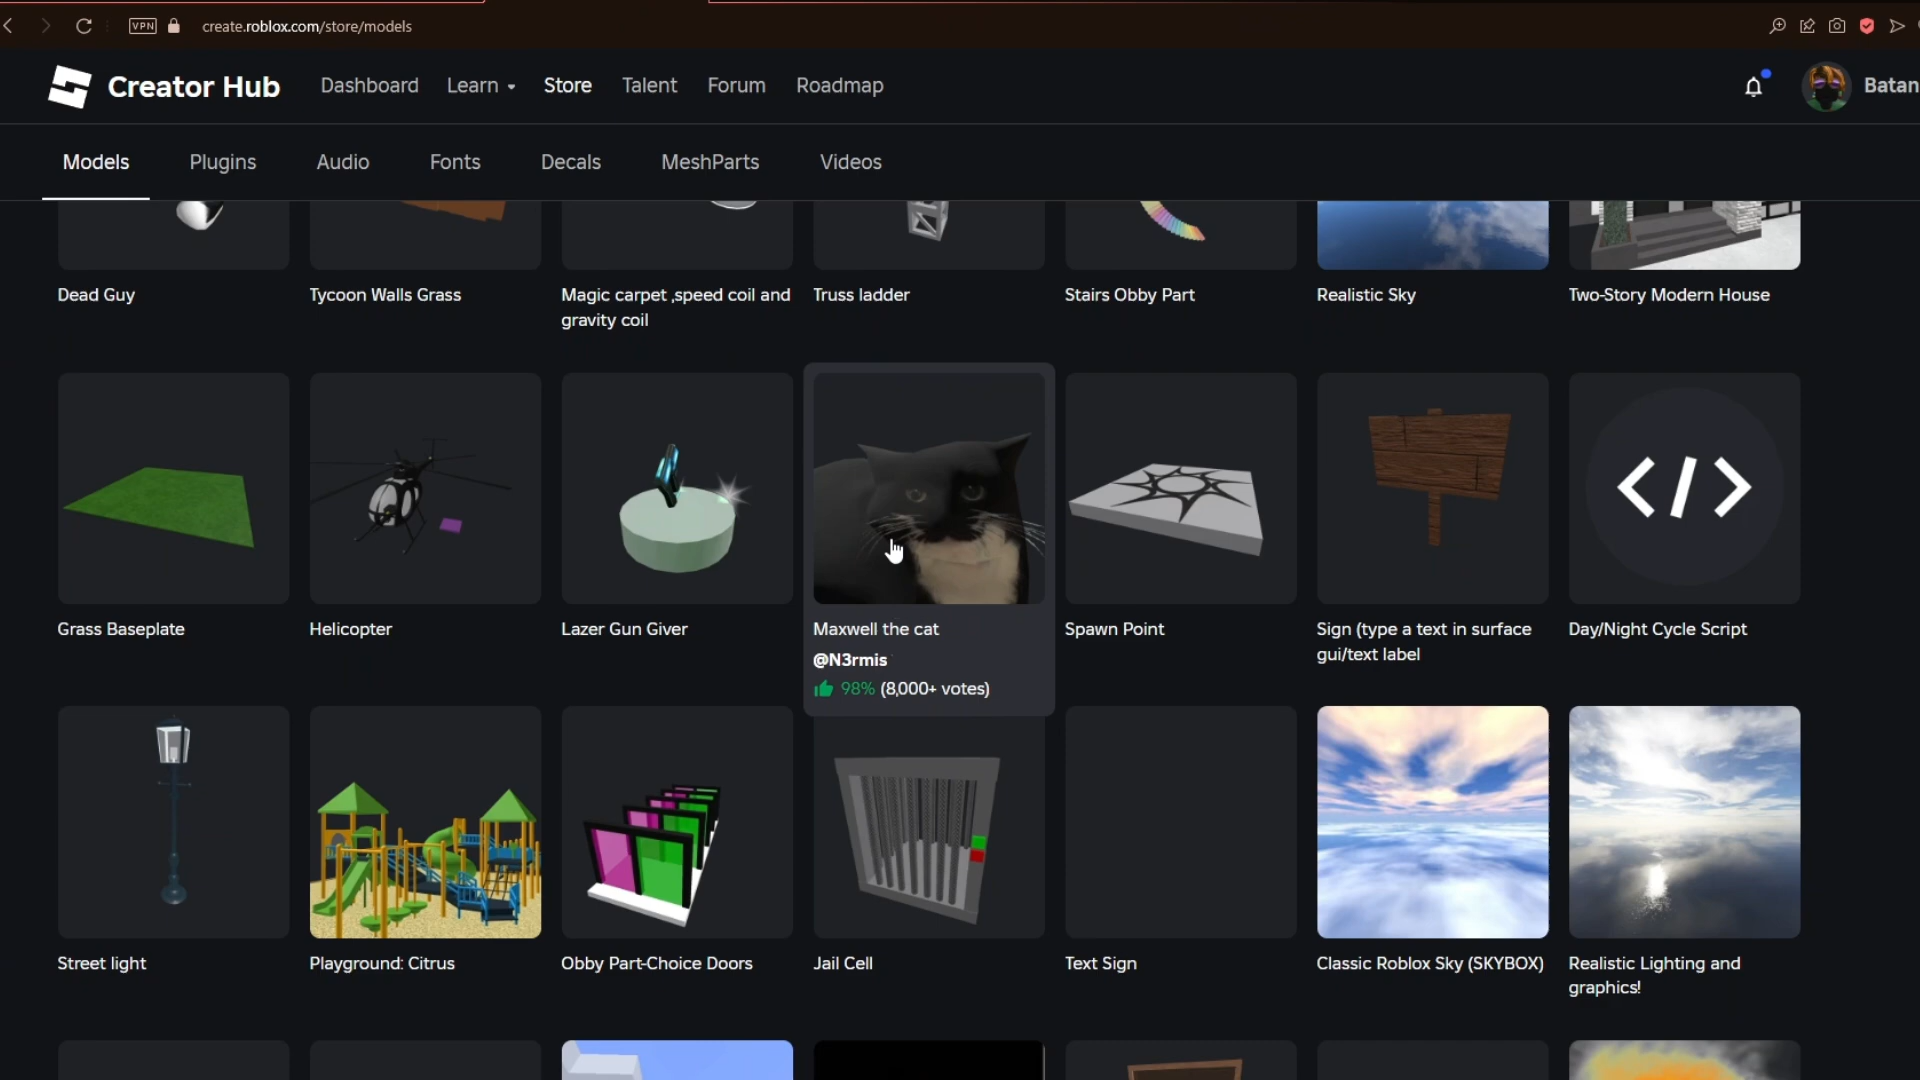 VPN create.roblox.com/store/models
Creator Hub Dashboard Learn Store Talent Forum Roadmap Batan
Models Plugins Audio Fonts Decals MeshParts Videos
Dead Guy
Tycoon Walls Grass
Magic carpet ,speed coil and
gravity coil
Truss ladder
Stairs Obby Part
Realistic Sky
Two-Story Modern House
Grass Baseplate
Helicopter
Lazer Gun Giver
Maxwell the cat
@N3rmis
98% (8,000+ votes)
Spawn Point
Sign (type a text in surface
gui/text label
</>
Day/Night Cycle Script
Street light
Playground: Citrus
Obby Part-Choice Doors
Jail Cell
Text Sign
Classic Roblox Sky (SKYBOX)
Realistic Lighting and
graphics!